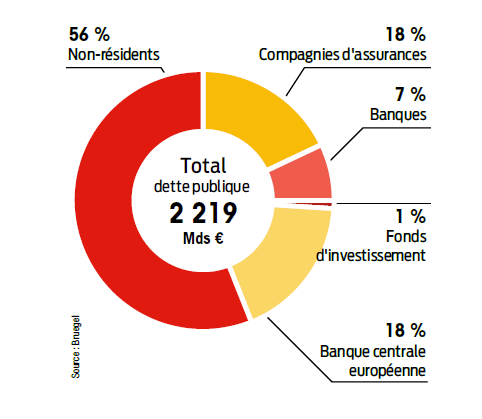 56 %
Non-résidents
18 %
Compagnies d'assurances
7 %
Banques
Total
dette publique
2 219
Mds €
1 %
Fonds
d'investissement
18 %
Banque centrale
européenne
Source : Bruegel